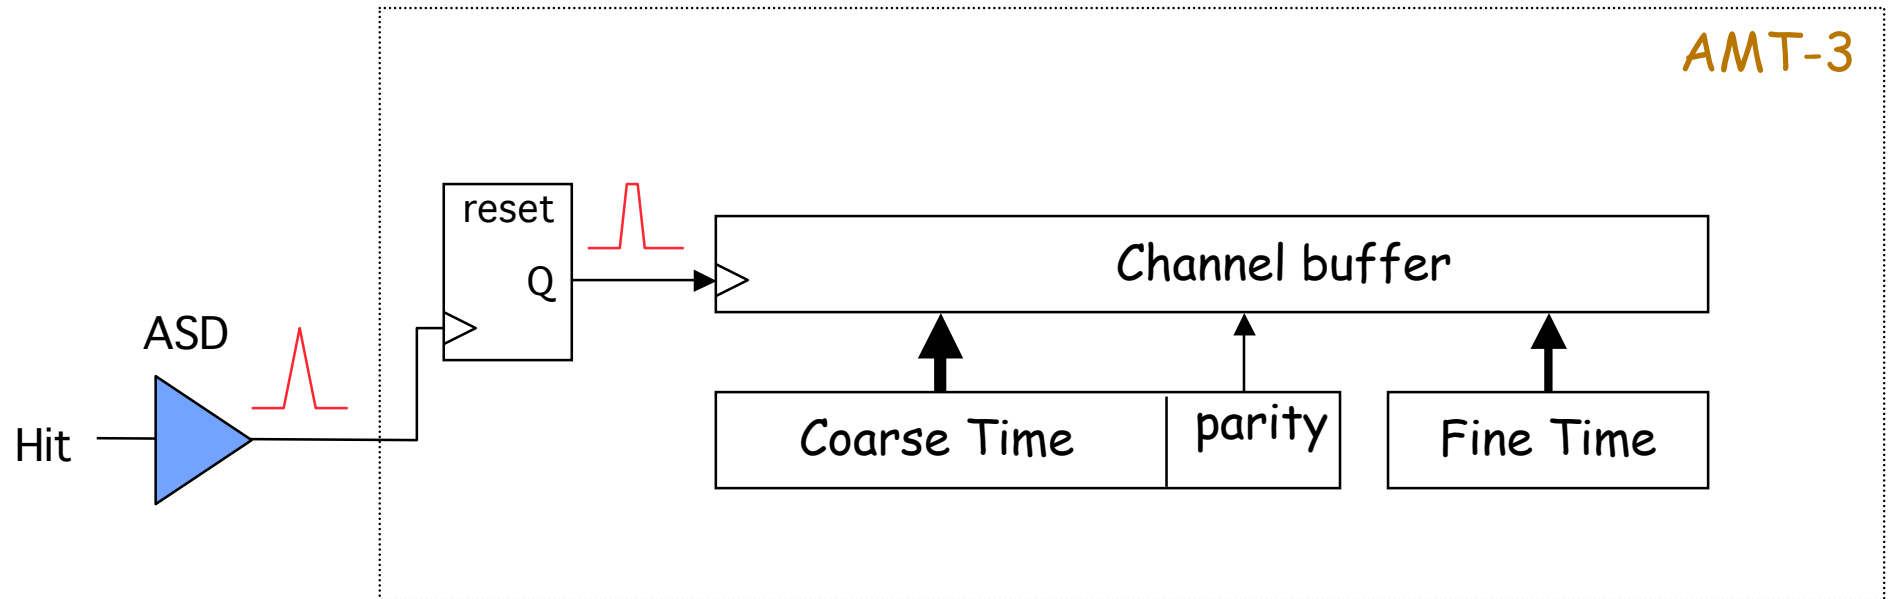 AMT-3
reset
Q
Channel buffer
ASD
Hit
Coarse Time
parity
Fine Time